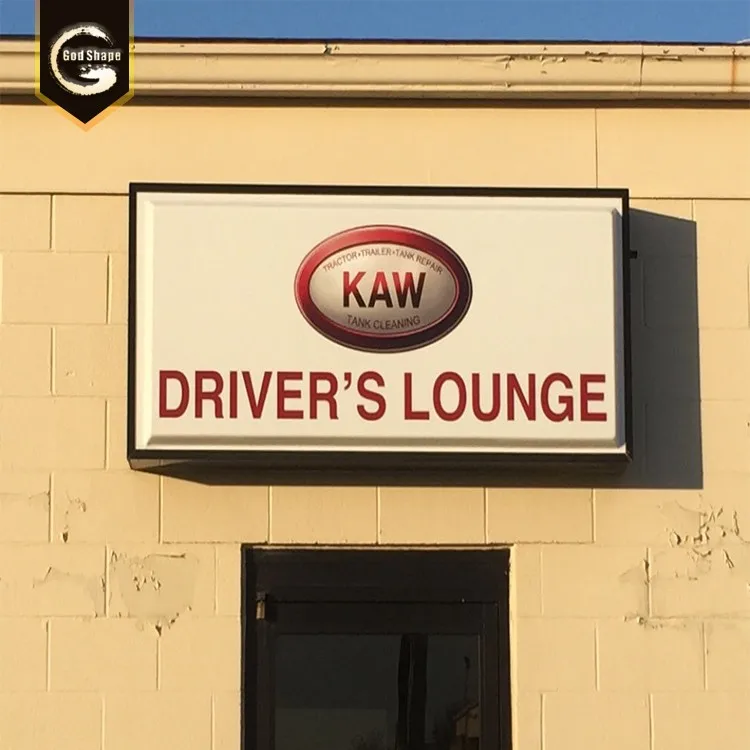 God Shape
TRACTOR•TRAILER•TANK REPAIR
KAW
TANK CLEANING
DRIVER'S LOUNGE